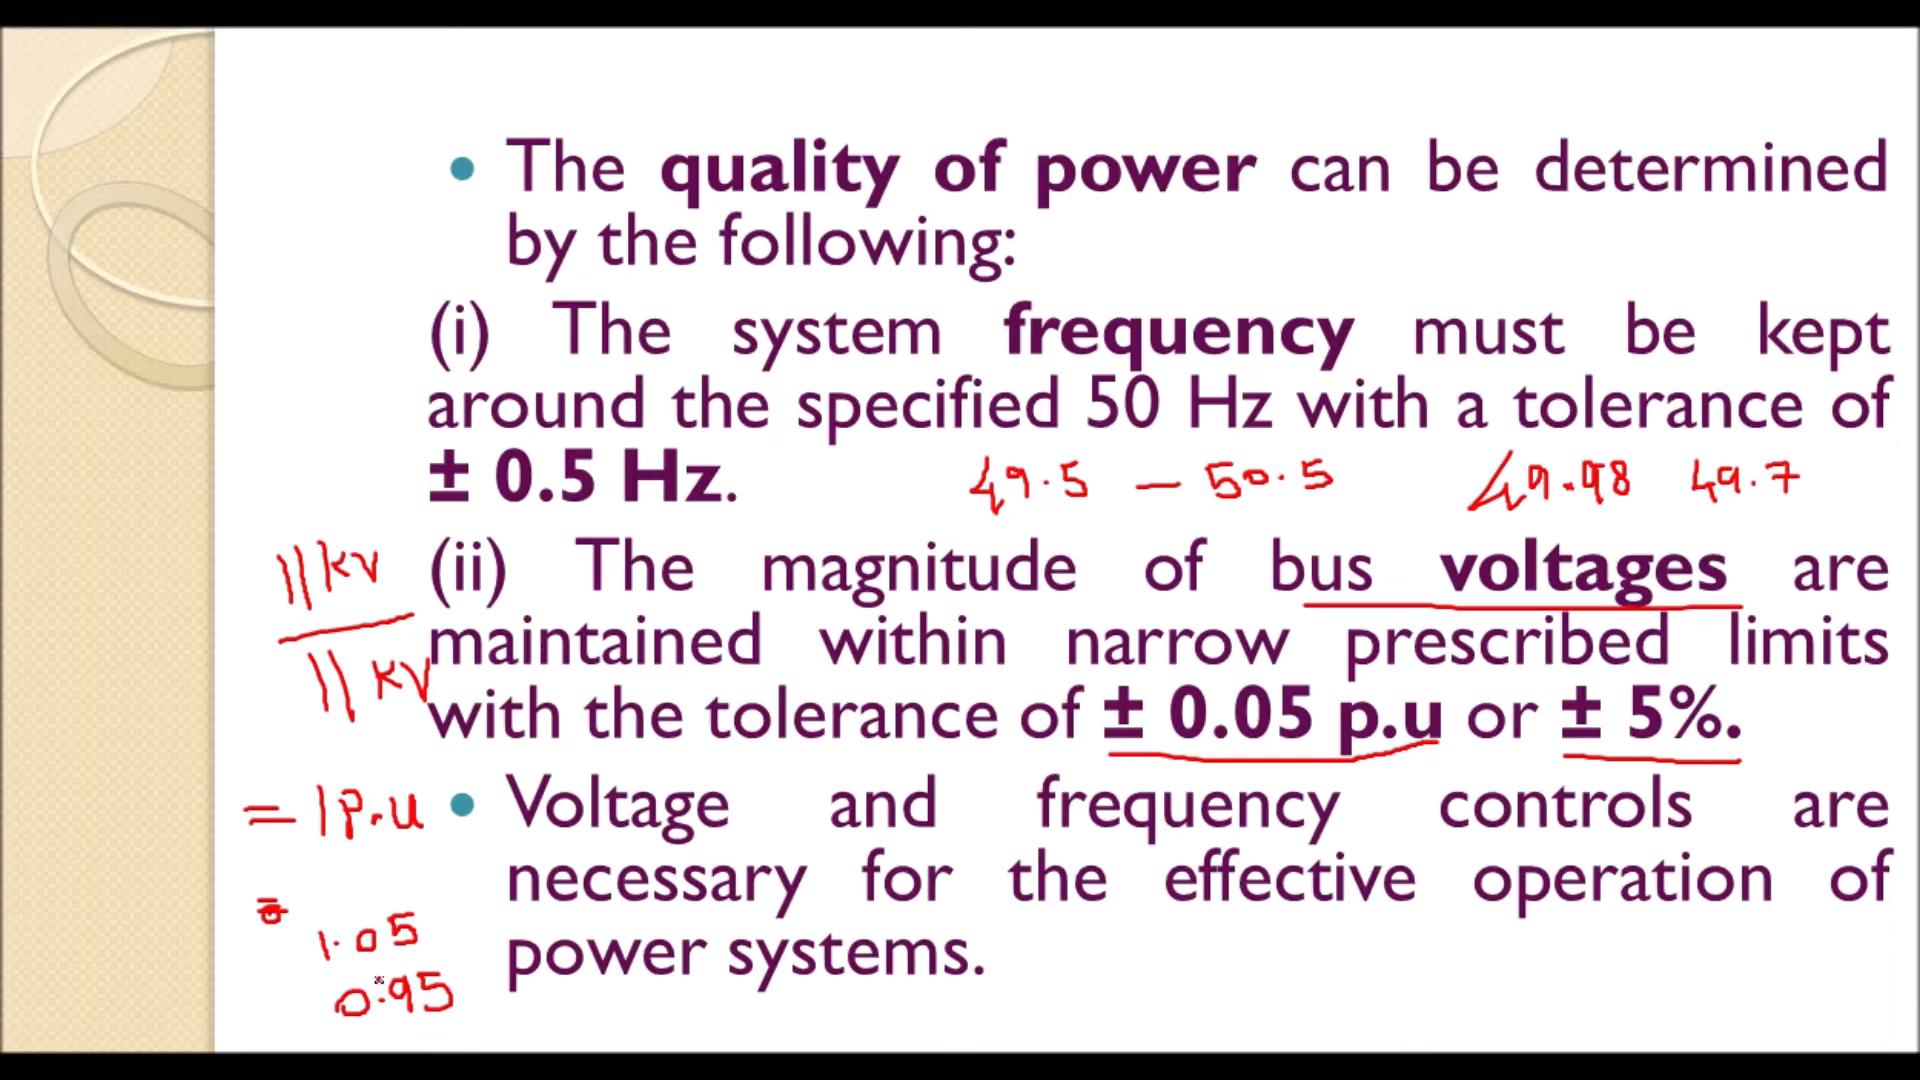 • The quality of power can be determined
by the following:
(i) The system frequency must be kept
around the specified 50 Hz with a tolerance of
± 0.5 Hz.
49.5 – 50.5
49.98 49.7
(ii) The magnitude of bus voltages are
maintained within narrow prescribed limits
with the tolerance of ± 0.05 p.u or ± 5%.
11kv
11 kv
= 1p.u
• Voltage and frequency controls are
necessary for the effective operation of
power systems.
1.05
0.95